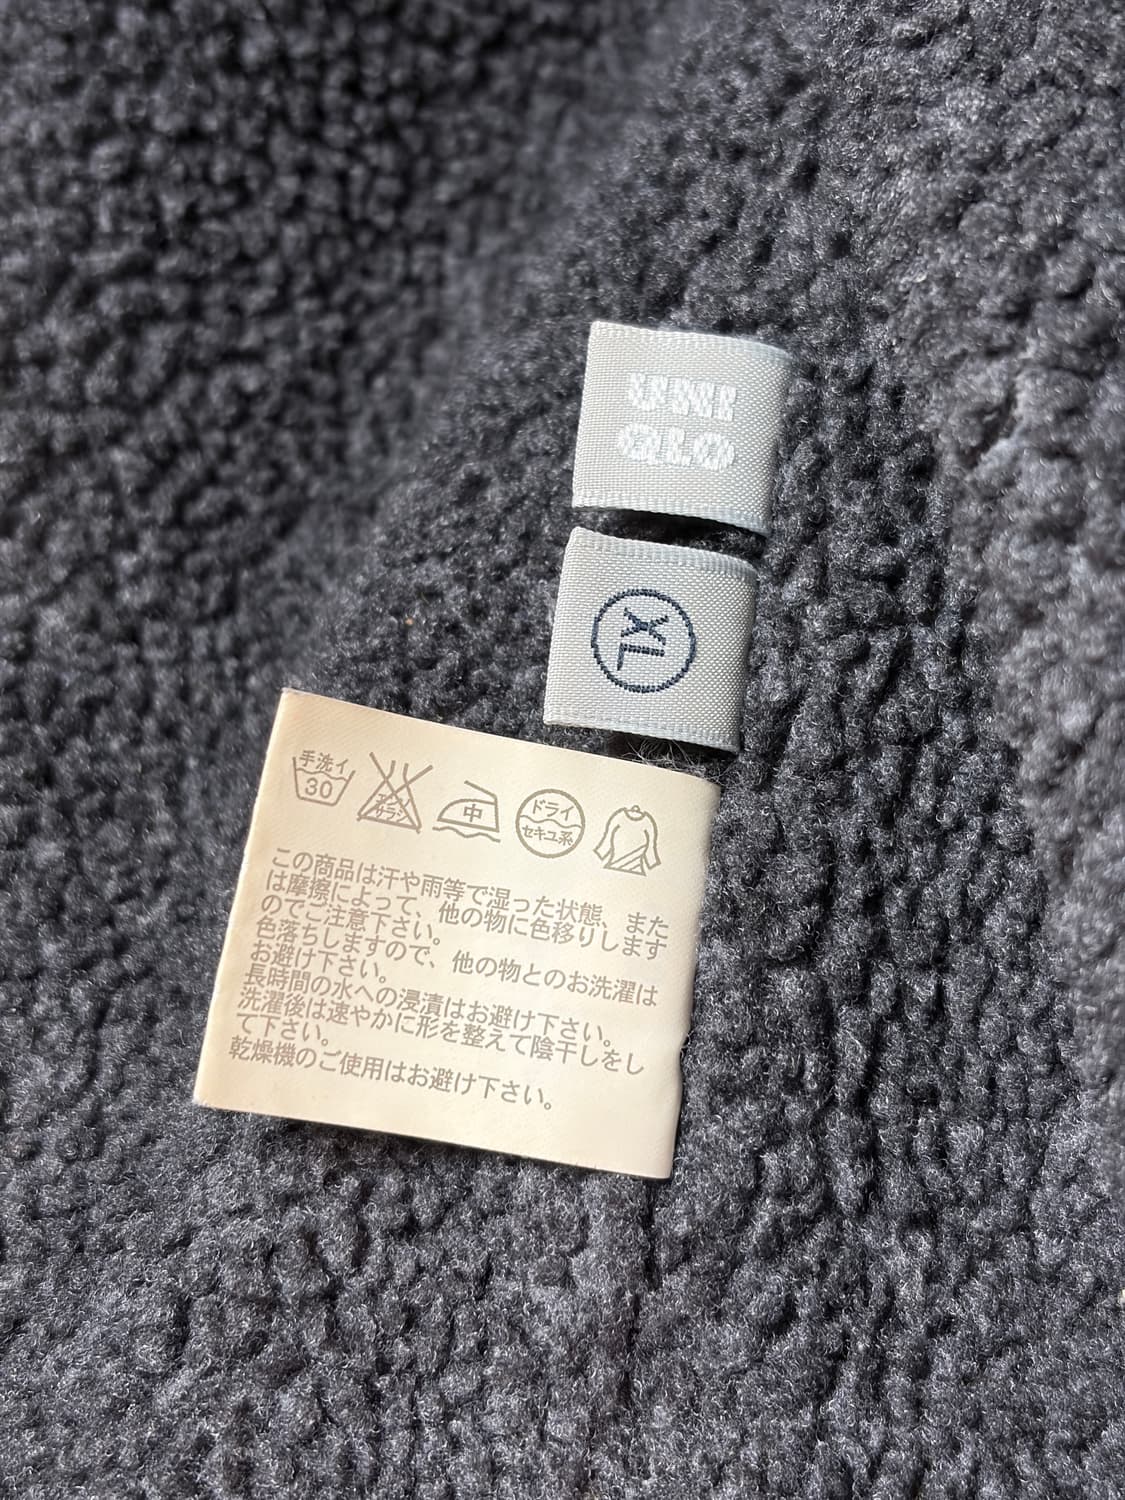 UNI
QLO
XL
手洗イ
30
エンソ
サラシ
中
ドライ
セキユ系
この商品は汗や雨等で湿った状態、また
は摩擦によって、他の物に色移りします
のでご注意下さい。
色落ちしますので、他の物とのお洗濯は
お避け下さい。
長時間の水への浸漬はお避け下さい。
洗濯後は速やかに形を整えて陰干しをし
て下さい。
乾燥機のご使用はお避け下さい。